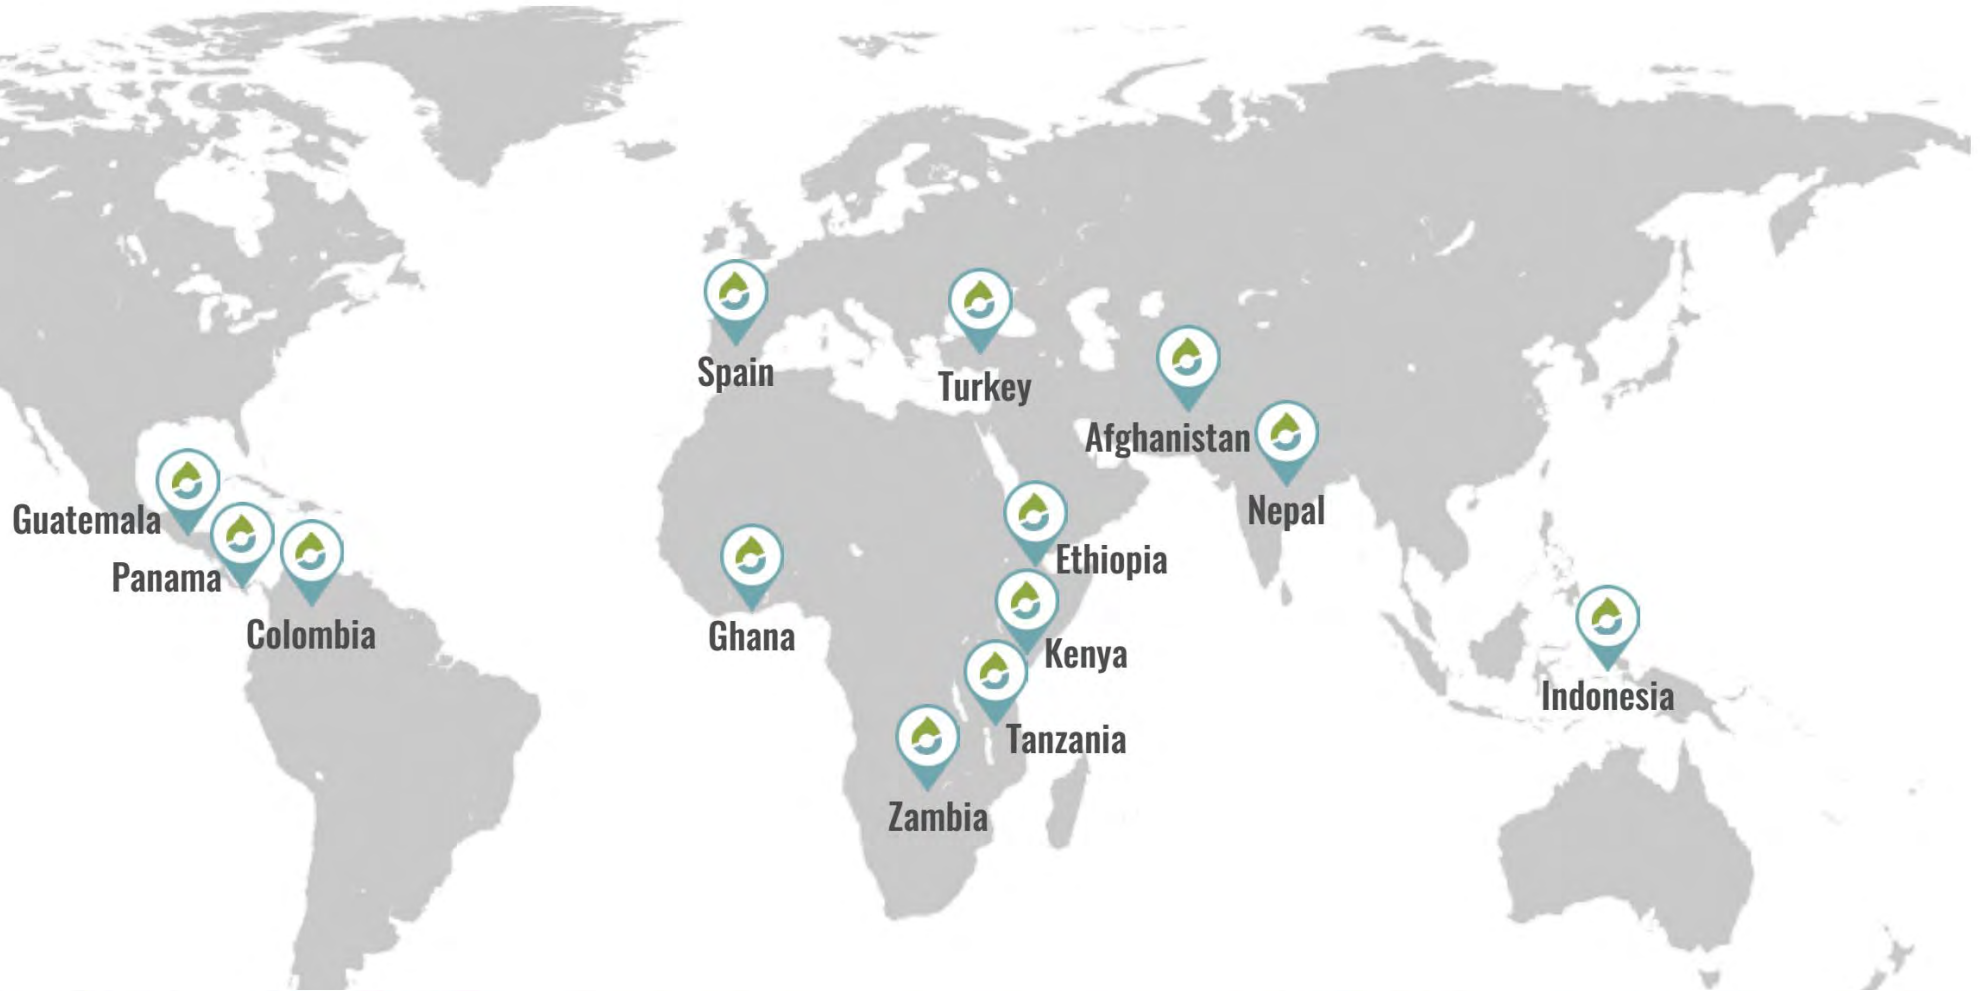 Spain
Turkey
Afghanistan
Nepal
Guatemala
Panama
Colombia
Ethiopia
Ghana
Kenya
Tanzania
Zambia
Indonesia